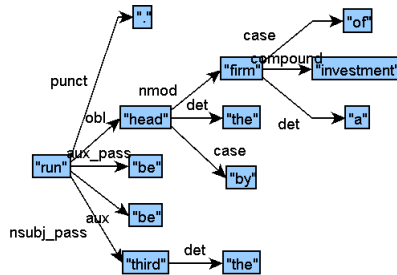 "."
"of"
case
punct
compound
"firm"
"investment"
nmod
det
"a"
obl
"head"
det
"the"
aux_pass
"run"
"be"
case
"by"
aux
"be"
nsubj_pass
"third"
det
"the"